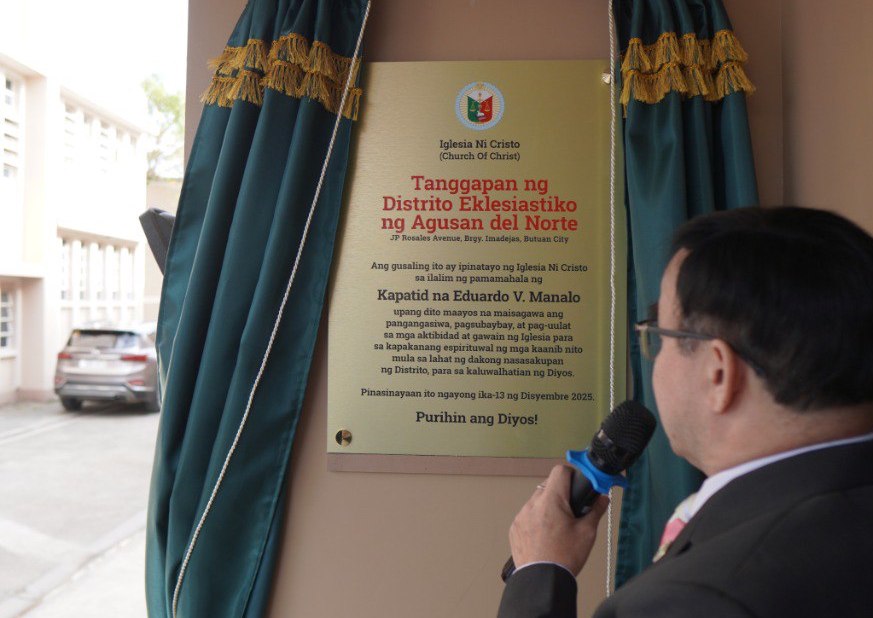 Iglesia Ni Cristo
(Church Of Christ)
Tanggapan ng
Distrito Eklesiastiko
ng Agusan del Norte
JP Rosales Avenue, Brgy. Imadejas, Butuan City
Ang gusaling ito ay ipinatayo ng Iglesia Ni Cristo
sa ilalim ng pamamahala ng
Kapatid na Eduardo V. Manalo
upang dito maayos na maisagawa ang
pangangasiwa, pagsubaybay, at pag-uulat
sa mga aktibidad at gawain ng Iglesia para
sa kapakanang espirituwal ng mga kaanib nito
mula sa lahat ng dakong nasasakupan
ng Distrito, para sa kaluwalhatian ng Diyos.
Pinasinayaan ito ngayong ika-13 ng Disyembre 2025.
Purihin ang Diyos!